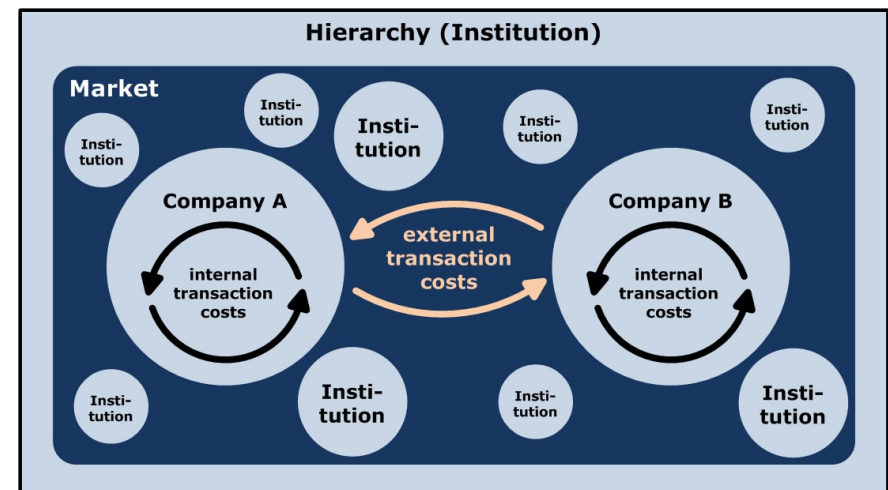 Hierarchy (Institution)
Market
Insti-
tution
Insti-
tution
Insti-
tution
Insti-
tution
Insti-
tution
Company A
internal
transaction
costs
external
transaction
costs
Company B
internal
transaction
costs
Insti-
tution
Insti-
tution
Insti-
tution
Insti-
tution